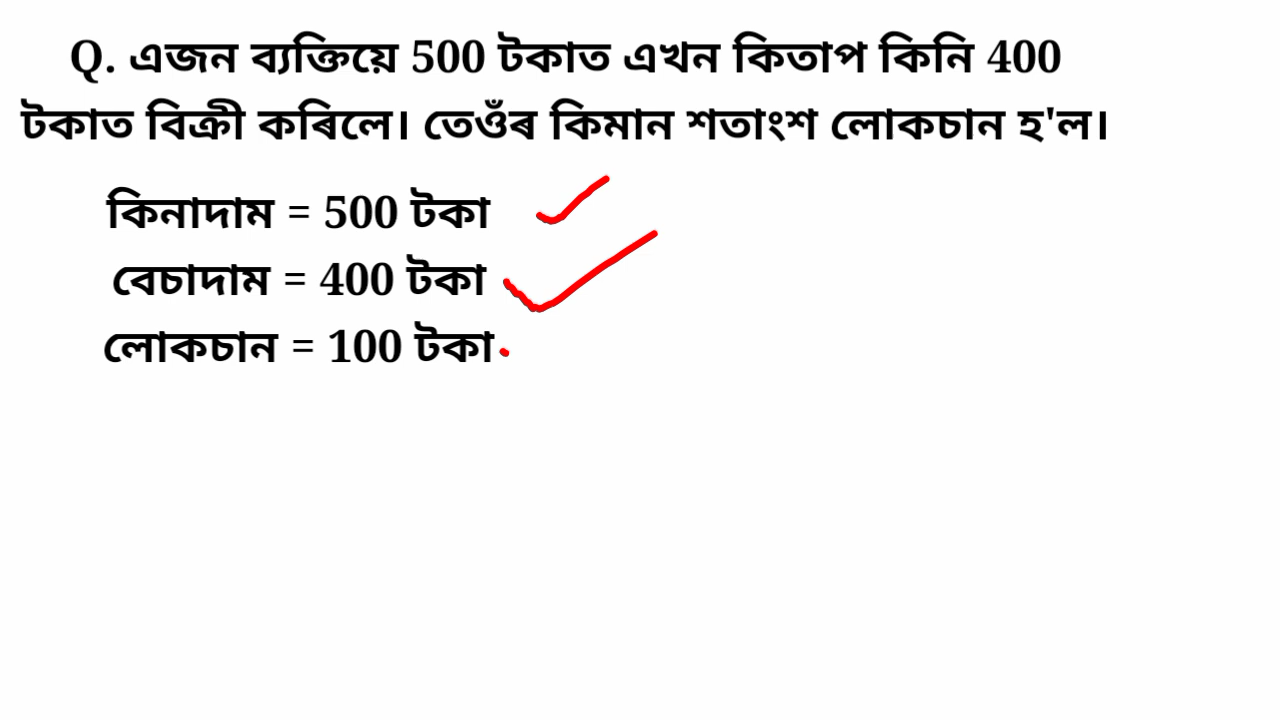 Q. এজন ব্যক্তিয়ে 500 টকাত এখন কিতাপ কিনি 400
টকাত বিক্ৰী কৰিলে। তেওঁৰ কিমান শতাংশ লোকচান হ'ল।
কিনাদাম = 500 টকা
বেচাদাম = 400 টকা
লোকচান = 100 টকা